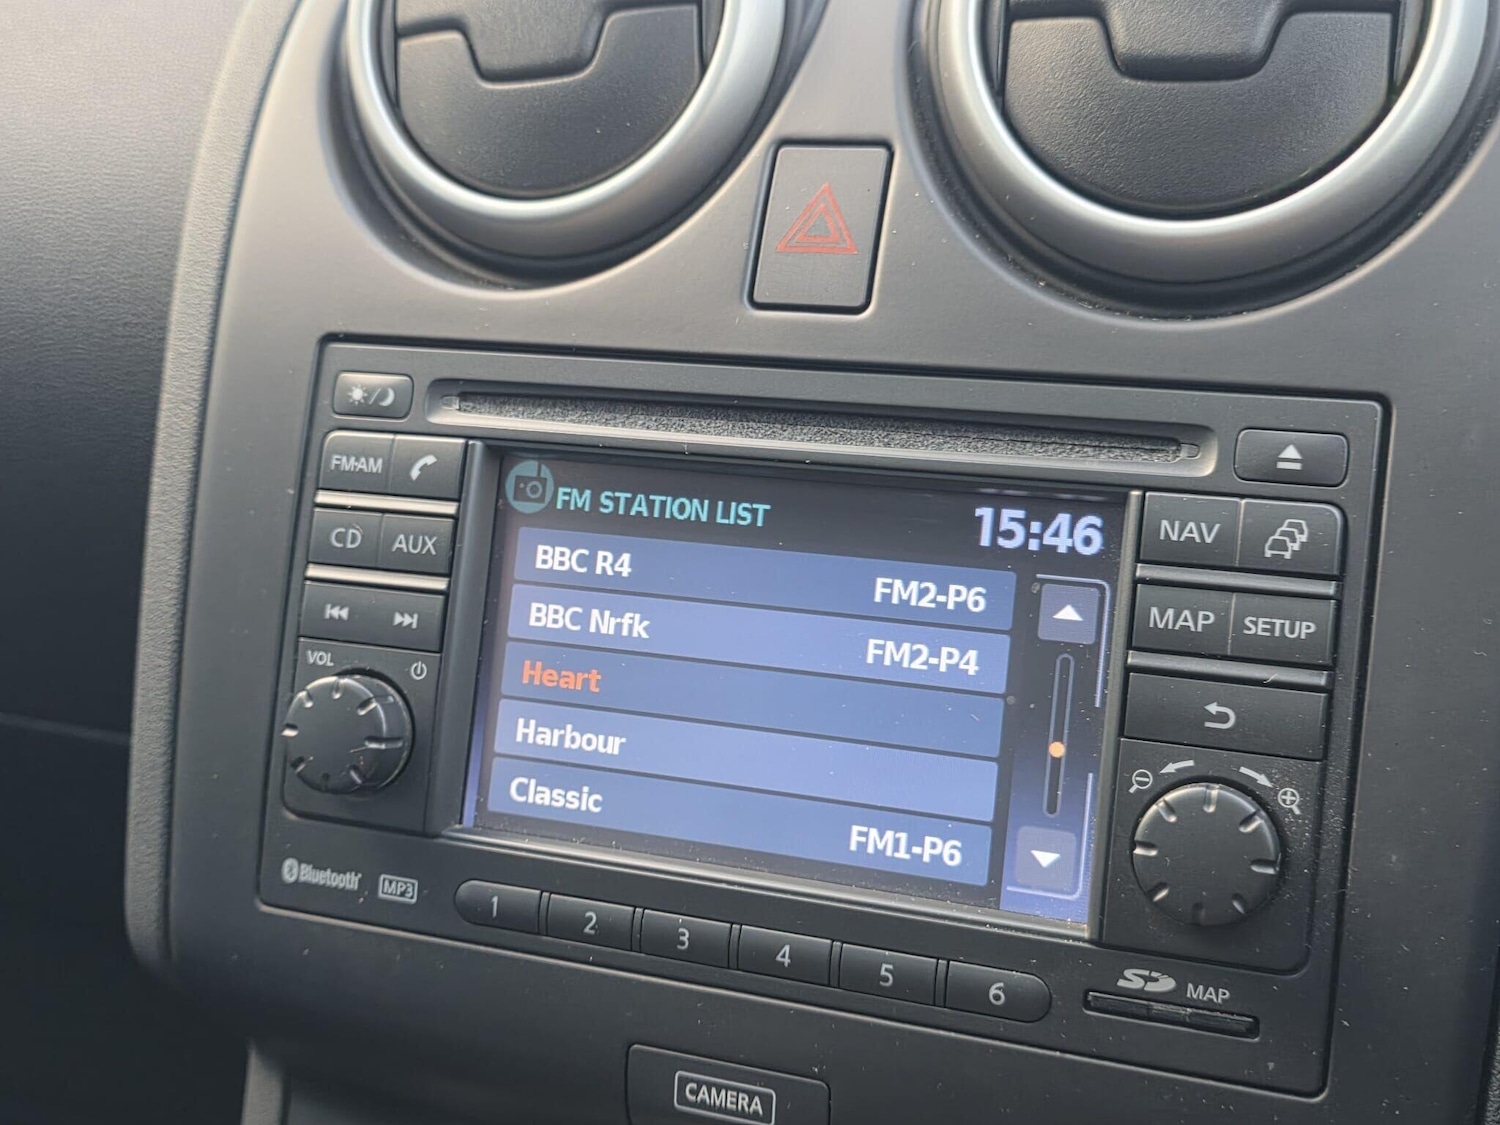 FM·AM
CD
AUX
VOL
FM STATION LIST
15:46
BBC R4 FM2-P6
BBC Nrfk FM2-P4
Heart
Harbour
Classic FM1-P6
NAV
MAP
SETUP
Bluetooth
MP3
1 2 3 4 5 6
SD MAP
CAMERA